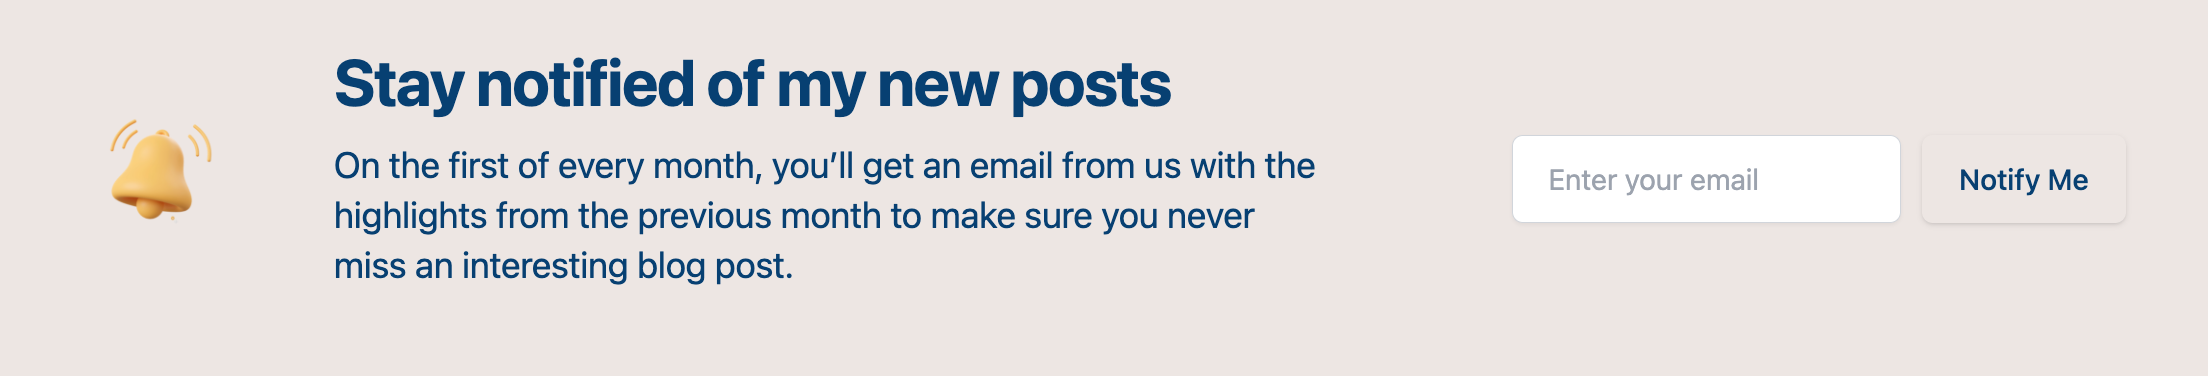 Stay notified of my new posts
On the first of every month, you’ll get an email from us with the
highlights from the previous month to make sure you never
miss an interesting blog post.
Enter your email
Notify Me